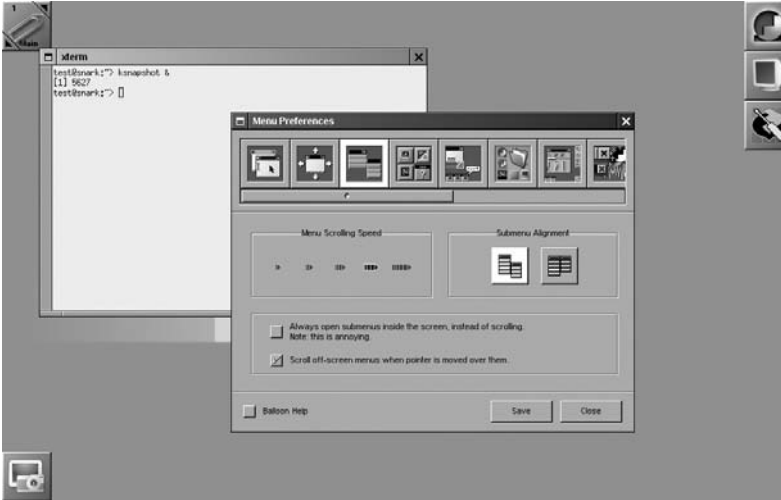 1
Main
xterm
test@snark:~> ksnapshot &
[1] 5627
test@snark:~>
Menu Preferences
Menu Scrolling Speed
Submenu Alignment
Always open submenus inside the screen, instead of scrolling.
Note: this is annoying.
Scroll off-screen menus when pointer is moved over them.
Balloon Help
Save
Close